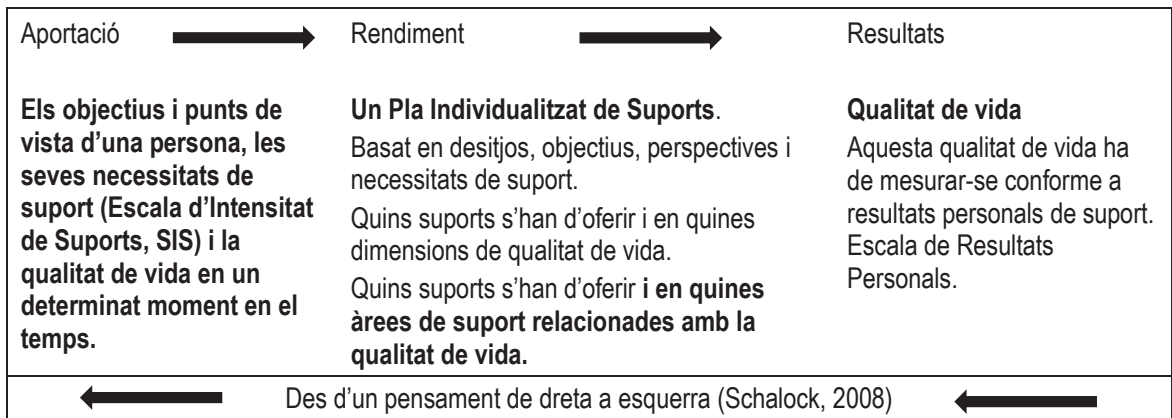 Aportació
Rendiment
Resultats
Els objectius i punts de
vista d’una persona, les
seves necessitats de
suport (Escala d’Intensitat
de Suports, SIS) i la
qualitat de vida en un
determinat moment en el
temps.
Un Pla Individualitzat de Suports.
Basat en desitjos, objectius, perspectives i
necessitats de suport.
Quins suports s’han d’oferir i en quines
dimensions de qualitat de vida.
Quins suports s’han d’oferir i en quines
àrees de suport relacionades amb la
qualitat de vida.
Qualitat de vida
Aquesta qualitat de vida ha
de mesurar-se conforme a
resultats personals de suport.
Escala de Resultats
Personals.
Des d’un pensament de dreta a esquerra (Schalock, 2008)